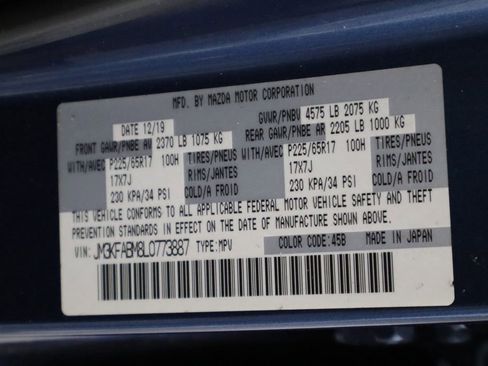 MFD. BY MAZDA MOTOR CORPORATION
DATE 12/19 GVWR/PNBV 4575 LB 2075 KG
FRONT GAWR/PNBE AV 2370 LB 1075 KG REAR GAWR/PNBE AR 2205 LB 1000 KG
WITH/AVEC P225/65R17 100H TIRES/PNEUS WITH/AVEC P225/65R17 100H TIRES/PNEUS
17X7J RIMS/JANTES 17X7J RIMS/JANTES
230 KPA/34 PSI COLD/A FROID 230 KPA/34 PSI COLD/A FROID
THIS VEHICLE CONFORMS TO ALL APPLICABLE FEDERAL MOTOR VEHICLE SAFETY AND THEFT
PREVENTION STANDARDS IN EFFECT ON THE DATE OF MANUFACTURE SHOWN ABOVE.
VIN: JM3KFABM8L0773887 TYPE: MPV COLOR CODE: 45B MADE IN JAPAN